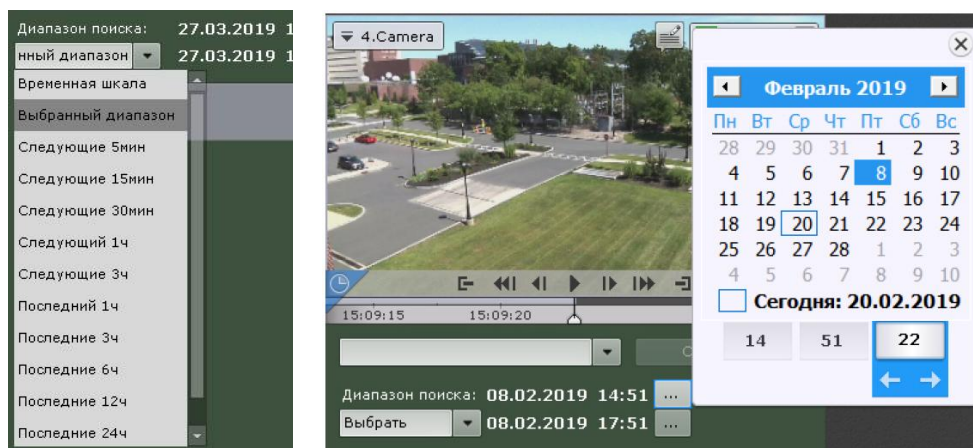 Диапазон поиска: 27.03.2019 1
нный диапазон 27.03.2019 1
Временная шкала
Выбранный диапазон
Следующие 5мин
Следующие 15мин
Следующие 30мин
Следующий 1ч
Следующие 3ч
Последний 1ч
Последние 3ч
Последние 6ч
Последние 12ч
Последние 24ч
4.Camera
15:09:15 15:09:20
Диапазон поиска: 08.02.2019 14:51 ...
Выбрать 08.02.2019 17:51 ...
Февраль 2019
Пн Вт Ср Чт Пт Сб Вс
28 29 30 31 1 2 3
4 5 6 7 8 9 10
11 12 13 14 15 16 17
18 19 20 21 22 23 24
25 26 27 28 1 2 3
4 5 6 7 8 9 10
Сегодня: 20.02.2019
14 51 22